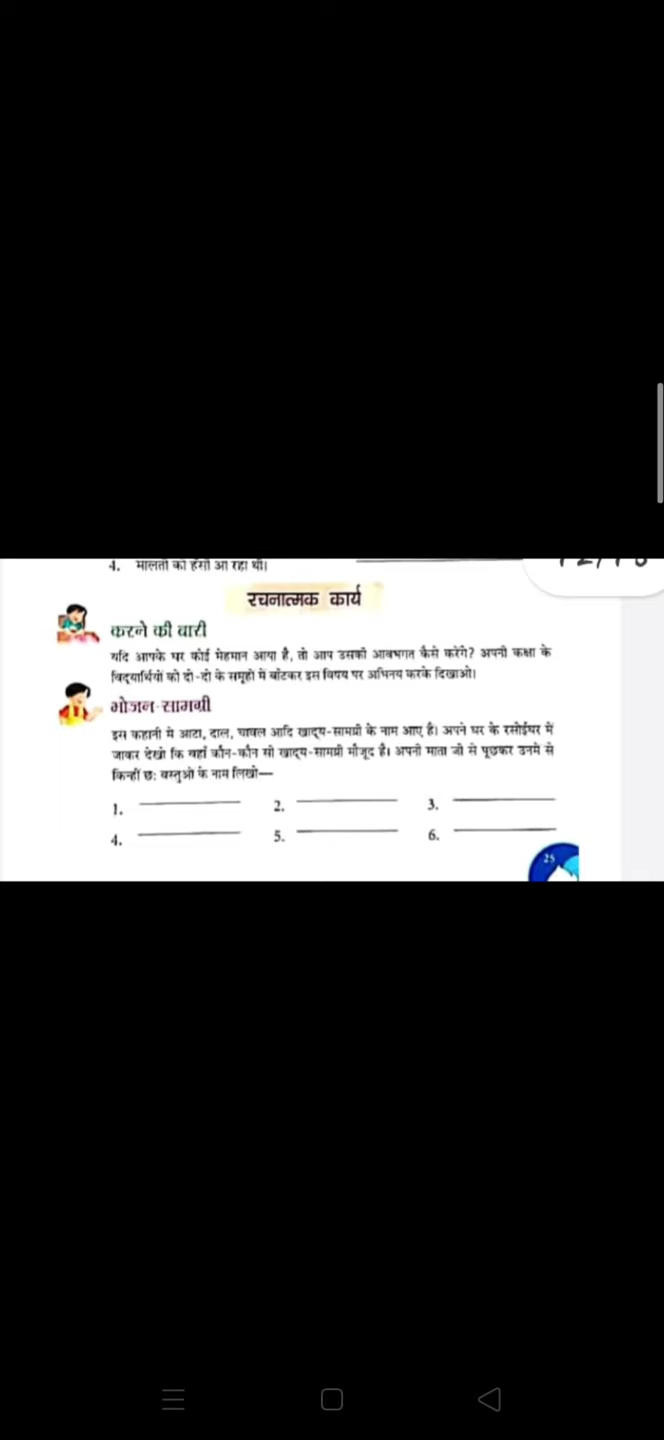 4. मालती को हँसी आ रही थी।
रचनात्मक कार्य
करने की बारी
यदि आपके घर कोई मेहमान आया है, तो आप उसकी आवभगत कैसे करेंगे? अपनी कक्षा के
विद्यार्थियों को दो-दो के समूहों में बाँटकर इस विषय पर अभिनय करके दिखाओ।
भोजन-सामग्री
इस कहानी में आटा, दाल, चावल आदि खाद्य-सामग्री के नाम आए हैं। अपने घर के रसोईघर में
जाकर देखो कि वहाँ कौन-कौन सी खाद्य-सामग्री मौजूद है। अपनी माता जी से पूछकर उनमें से
किन्हीं छः वस्तुओं के नाम लिखो—
1. 2. 3.
4. 5. 6.
25